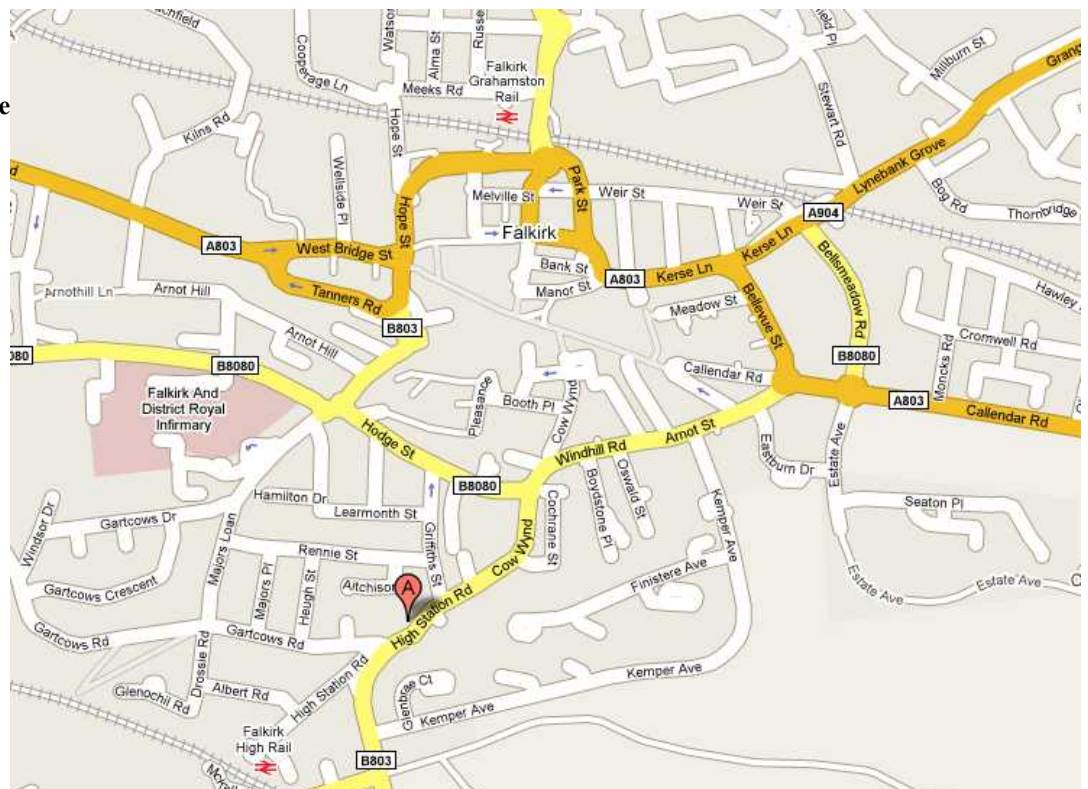 e
Cooperage Ln
Alma St
Meeks Rd
Falkirk
Grahamston
Rail
Hope St
Kilns Rd
Wellside Pl
Millburn St
Stewart Rd
Lynebank Grove
Bog Rd
Thornbridge
A904
Park St
Melville St
Weir St
Weir St
Hope St
Falkirk
A803
West Bridge St
Tanners Rd
B803
Bank St
Manor St
A803
Kerse Ln
Kerse Ln
Bellsmeadow Rd
Meadow St
Bellevue St
Hawley
Cromwell Rd
Moncks Rd
Arnothill Ln
Arnot Hill
Arnot Hill
B8080
Falkirk And
District Royal
Infirmary
Pleasance
Booth Pl
Cow Wynd
Callendar Rd
B8080
A803
Callendar Rd
Hodge St
B8080
Windhill Rd
Arnot St
Eastburn Dr
Estate Ave
Seaton Pl
Oswald St
Boydstone Pl
Cochrane St
Kemper Ave
Windsor Dr
Gartcows Dr
Hamilton Dr
Learmonth St
Griffiths St
Majors Loan
Rennie St
Cow Wynd
Finistere Ave
Estate Ave
Estate Ave
Gartcows Crescent
Majors Pl
Heugh St
Aitchison
A
High Station Rd
Gartcows Rd
Gartcows Rd
Drossie Rd
Glenochil Rd
Albert Rd
High Station Rd
Glenbrae Ct
Kemper Ave
Kemper Ave
Falkirk
High Rail
B803